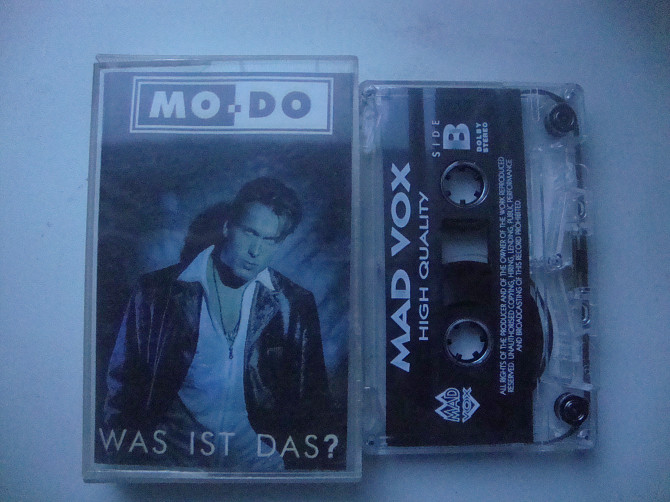 MO-DO
WAS IST DAS?
MAD VOX
HIGH QUALITY
SIDE
B
DOLBY
STEREO
ALL RIGHTS OF THE PRODUCER AND OF THE OWNER OF THE WORK REPRODUCED
RESERVED. UNAUTHORISED COPYING, HIRING, LENDING, PUBLIC PERFORMANCE
AND BROADCASTING OF THIS RECORD PROHIBITED
MAD
VOX